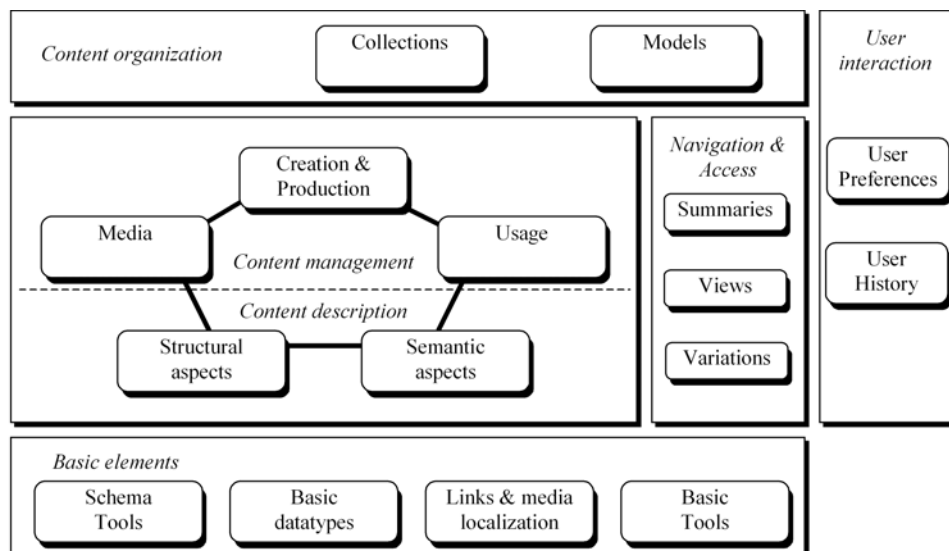 Content organization
Collections
Models
User
interaction
Creation &
Production
Media
Usage
Content management
Content description
Structural
aspects
Semantic
aspects
Navigation &
Access
Summaries
Views
Variations
User
Preferences
User
History
Basic elements
Schema
Tools
Basic
datatypes
Links & media
localization
Basic
Tools